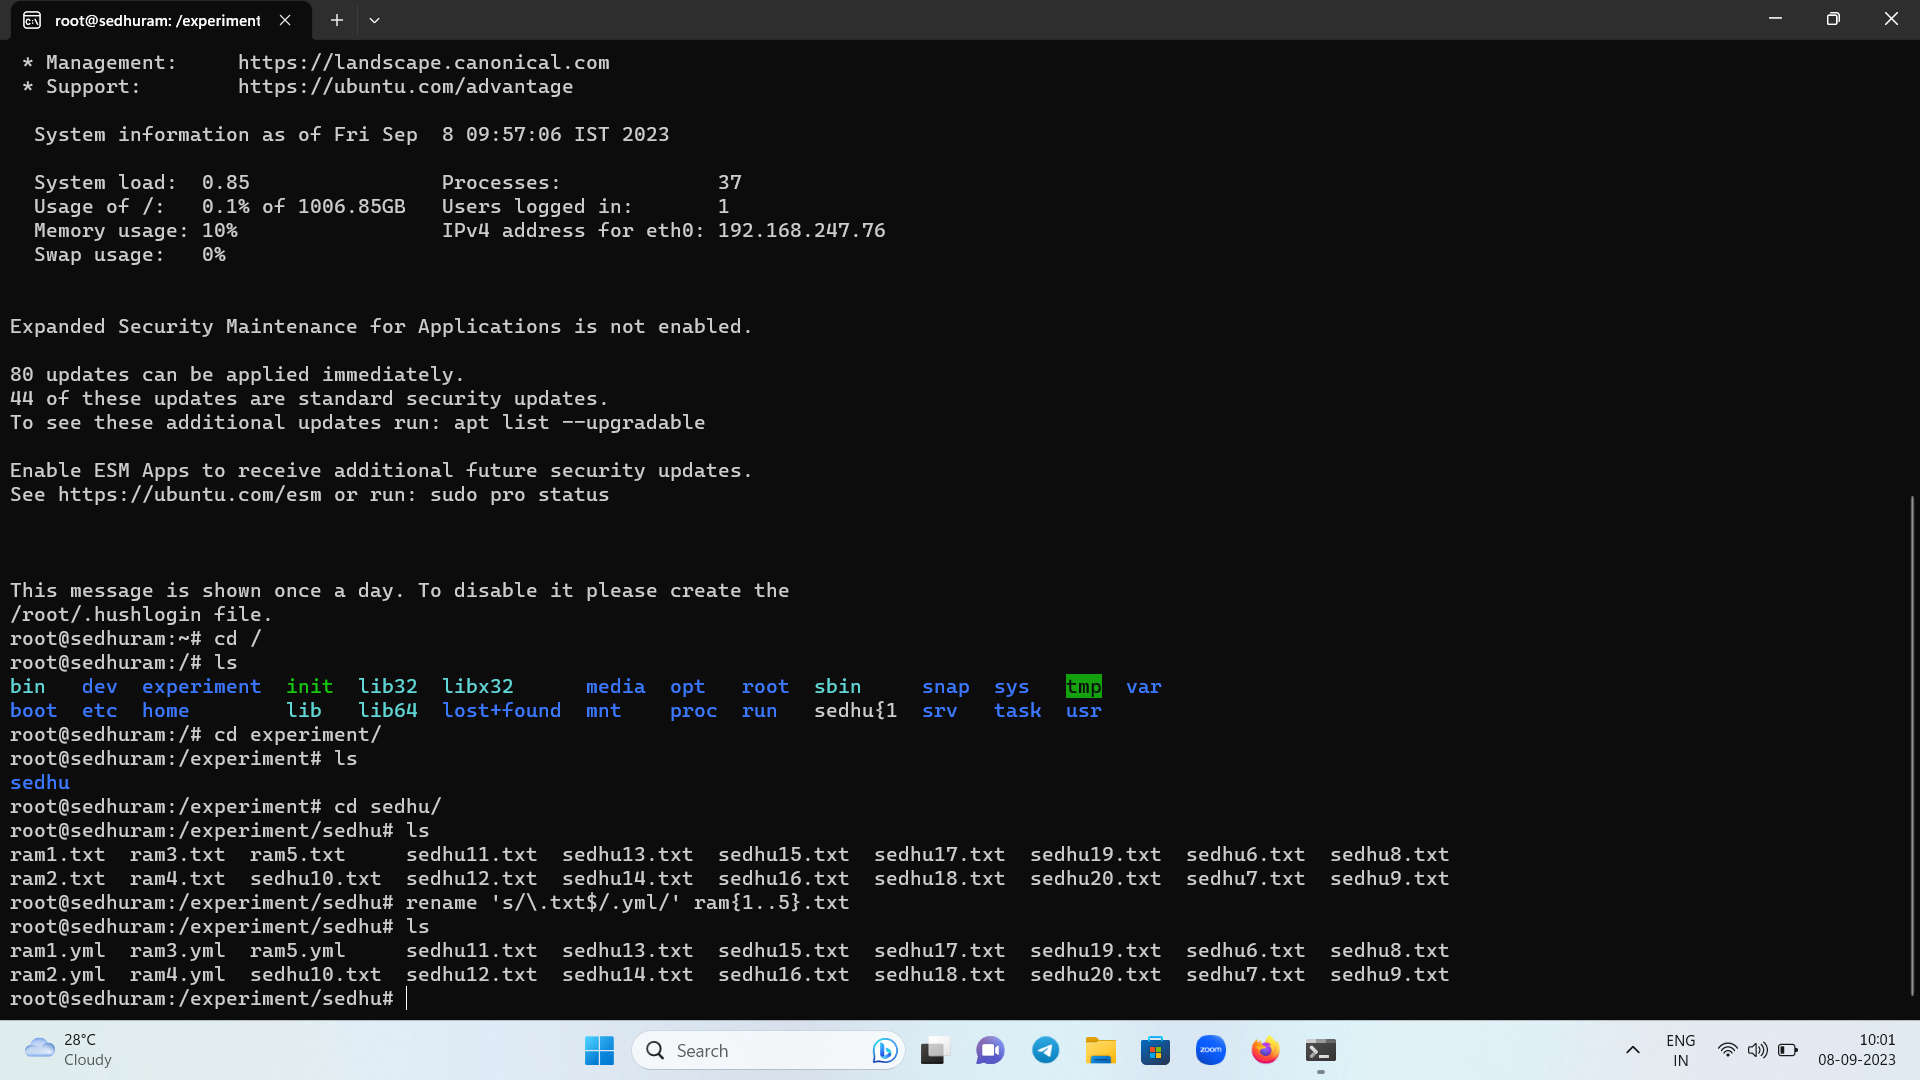 root@sedhuram: /experiment
* Management:     https://landscape.canonical.com
* Support:        https://ubuntu.com/advantage
System information as of Fri Sep  8 09:57:06 IST 2023
System load:  0.85                Processes:             37
Usage of /:   0.1% of 1006.85GB   Users logged in:       1
Memory usage: 10%                 IPv4 address for eth0: 192.168.247.76
Swap usage:   0%
Expanded Security Maintenance for Applications is not enabled.
80 updates can be applied immediately.
44 of these updates are standard security updates.
To see these additional updates run: apt list --upgradable
Enable ESM Apps to receive additional future security updates.
See https://ubuntu.com/esm or run: sudo pro status
This message is shown once a day. To disable it please create the
/root/.hushlogin file.
root@sedhuram:~# cd /
root@sedhuram:/# ls
bin   dev  experiment  init  lib32  libx32      media  opt   root  sbin     snap  sys   tmp  var
boot  etc  home        lib   lib64  lost+found  mnt    proc  run   sedhu{1  srv   task  usr
root@sedhuram:/# cd experiment/
root@sedhuram:/experiment# ls
sedhu
root@sedhuram:/experiment# cd sedhu/
root@sedhuram:/experiment/sedhu# ls
ram1.txt  ram3.txt  ram5.txt     sedhu11.txt  sedhu13.txt  sedhu15.txt  sedhu17.txt  sedhu19.txt  sedhu6.txt  sedhu8.txt
ram2.txt  ram4.txt  sedhu10.txt  sedhu12.txt  sedhu14.txt  sedhu16.txt  sedhu18.txt  sedhu20.txt  sedhu7.txt  sedhu9.txt
root@sedhuram:/experiment/sedhu# rename 's/\.txt$/.yml/' ram{1..5}.txt
root@sedhuram:/experiment/sedhu# ls
ram1.yml  ram3.yml  ram5.yml     sedhu11.txt  sedhu13.txt  sedhu15.txt  sedhu17.txt  sedhu19.txt  sedhu6.txt  sedhu8.txt
ram2.yml  ram4.yml  sedhu10.txt  sedhu12.txt  sedhu14.txt  sedhu16.txt  sedhu18.txt  sedhu20.txt  sedhu7.txt  sedhu9.txt
root@sedhuram:/experiment/sedhu#
28°C
Cloudy
Search
zoom
ENG
IN
10:01
08-09-2023